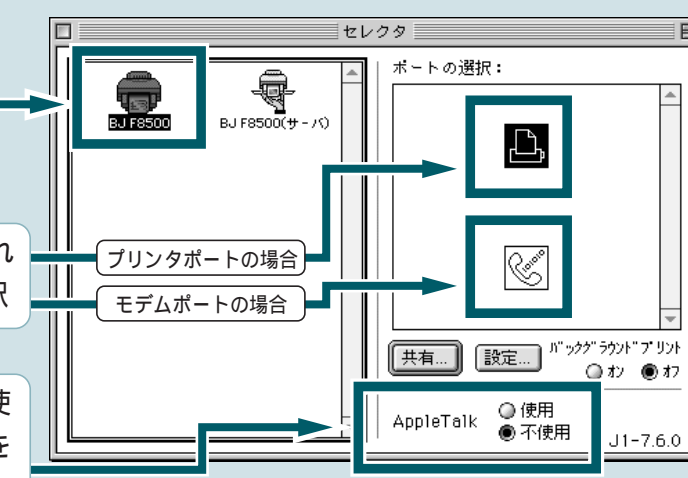 セレクタ
BJ F8500
BJ F8500(サーバ)
ポートの選択：
れ
択
プリンタポートの場合
モデムポートの場合
共有...
設定...
バックグラウンドプリント
オン
オフ
使
を
AppleTalk
使用
不使用
J1-7.6.0